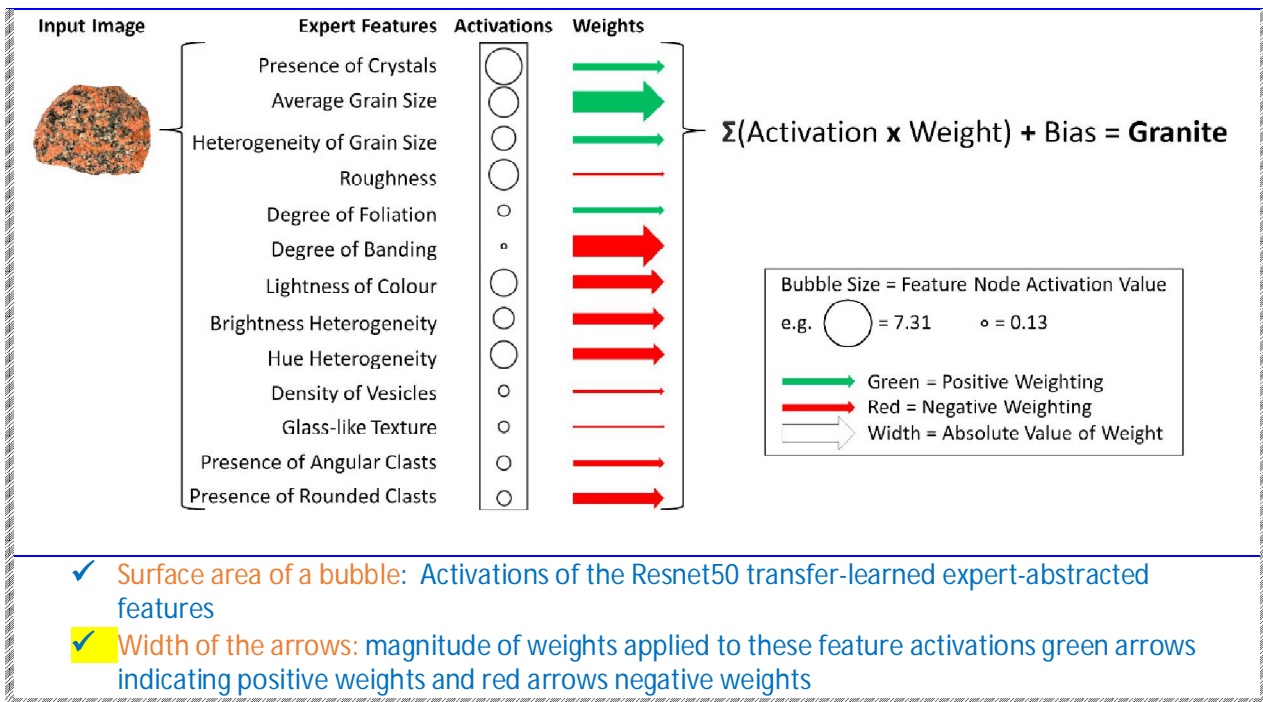 Input Image
Expert Features
Activations
Weights
Presence of Crystals
Average Grain Size
Heterogeneity of Grain Size
Roughness
Degree of Foliation
Degree of Banding
Lightness of Colour
Brightness Heterogeneity
Hue Heterogeneity
Density of Vesicles
Glass-like Texture
Presence of Angular Clasts
Presence of Rounded Clasts
Σ(Activation x Weight) + Bias = Granite
Bubble Size = Feature Node Activation Value
e.g. = 7.31 = 0.13
Green = Positive Weighting
Red = Negative Weighting
Width = Absolute Value of Weight
✓ Surface area of a bubble: Activations of the Resnet50 transfer-learned expert-abstracted
features
✓ Width of the arrows: magnitude of weights applied to these feature activations green arrows
indicating positive weights and red arrows negative weights